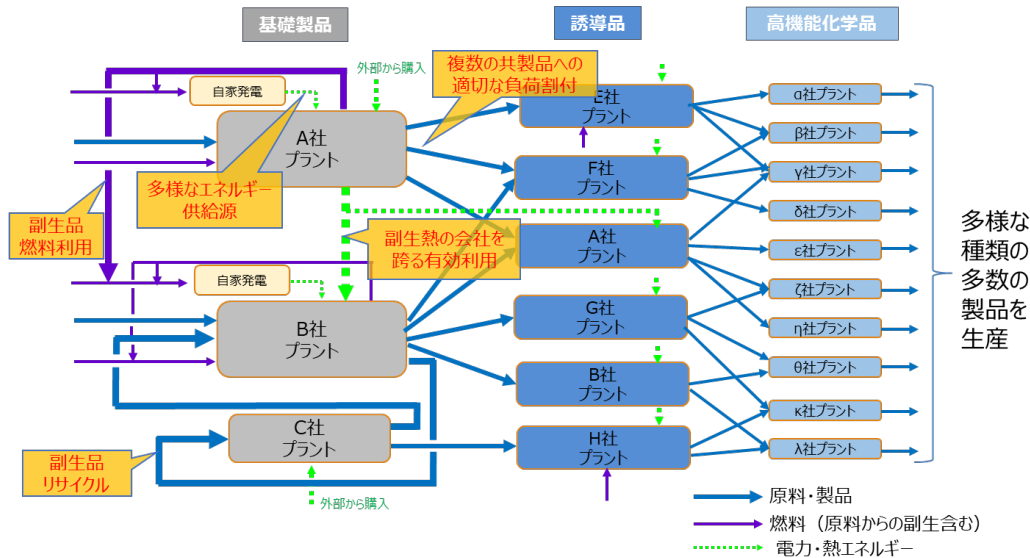 基礎製品
誘導品
高機能化学品
外部から購入
複数の共製品への
適切な負荷割付
自家発電
A社
プラント
多様なエネルギー
供給源
副生品
燃料利用
副生熱の会社を
跨る有効利用
自家発電
B社
プラント
C社
プラント
副生品
リサイクル
外部から購入
E社
プラント
F社
プラント
A社
プラント
G社
プラント
B社
プラント
H社
プラント
α社プラント
β社プラント
γ社プラント
δ社プラント
ε社プラント
ζ社プラント
η社プラント
θ社プラント
κ社プラント
λ社プラント
多様な
種類の
多数の
製品を
生産
原料・製品
燃料（原料からの副生含む）
電力・熱エネルギー